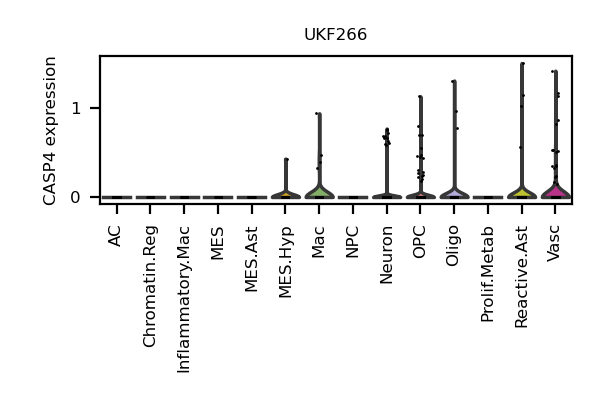 UKF266
CASP4 expression
1
0
AC
Chromatin.Reg
Inflammatory.Mac
MES
MES.Ast
MES.Hyp
Mac
NPC
Neuron
OPC
Oligo
Prolif.Metab
Reactive.Ast
Vasc